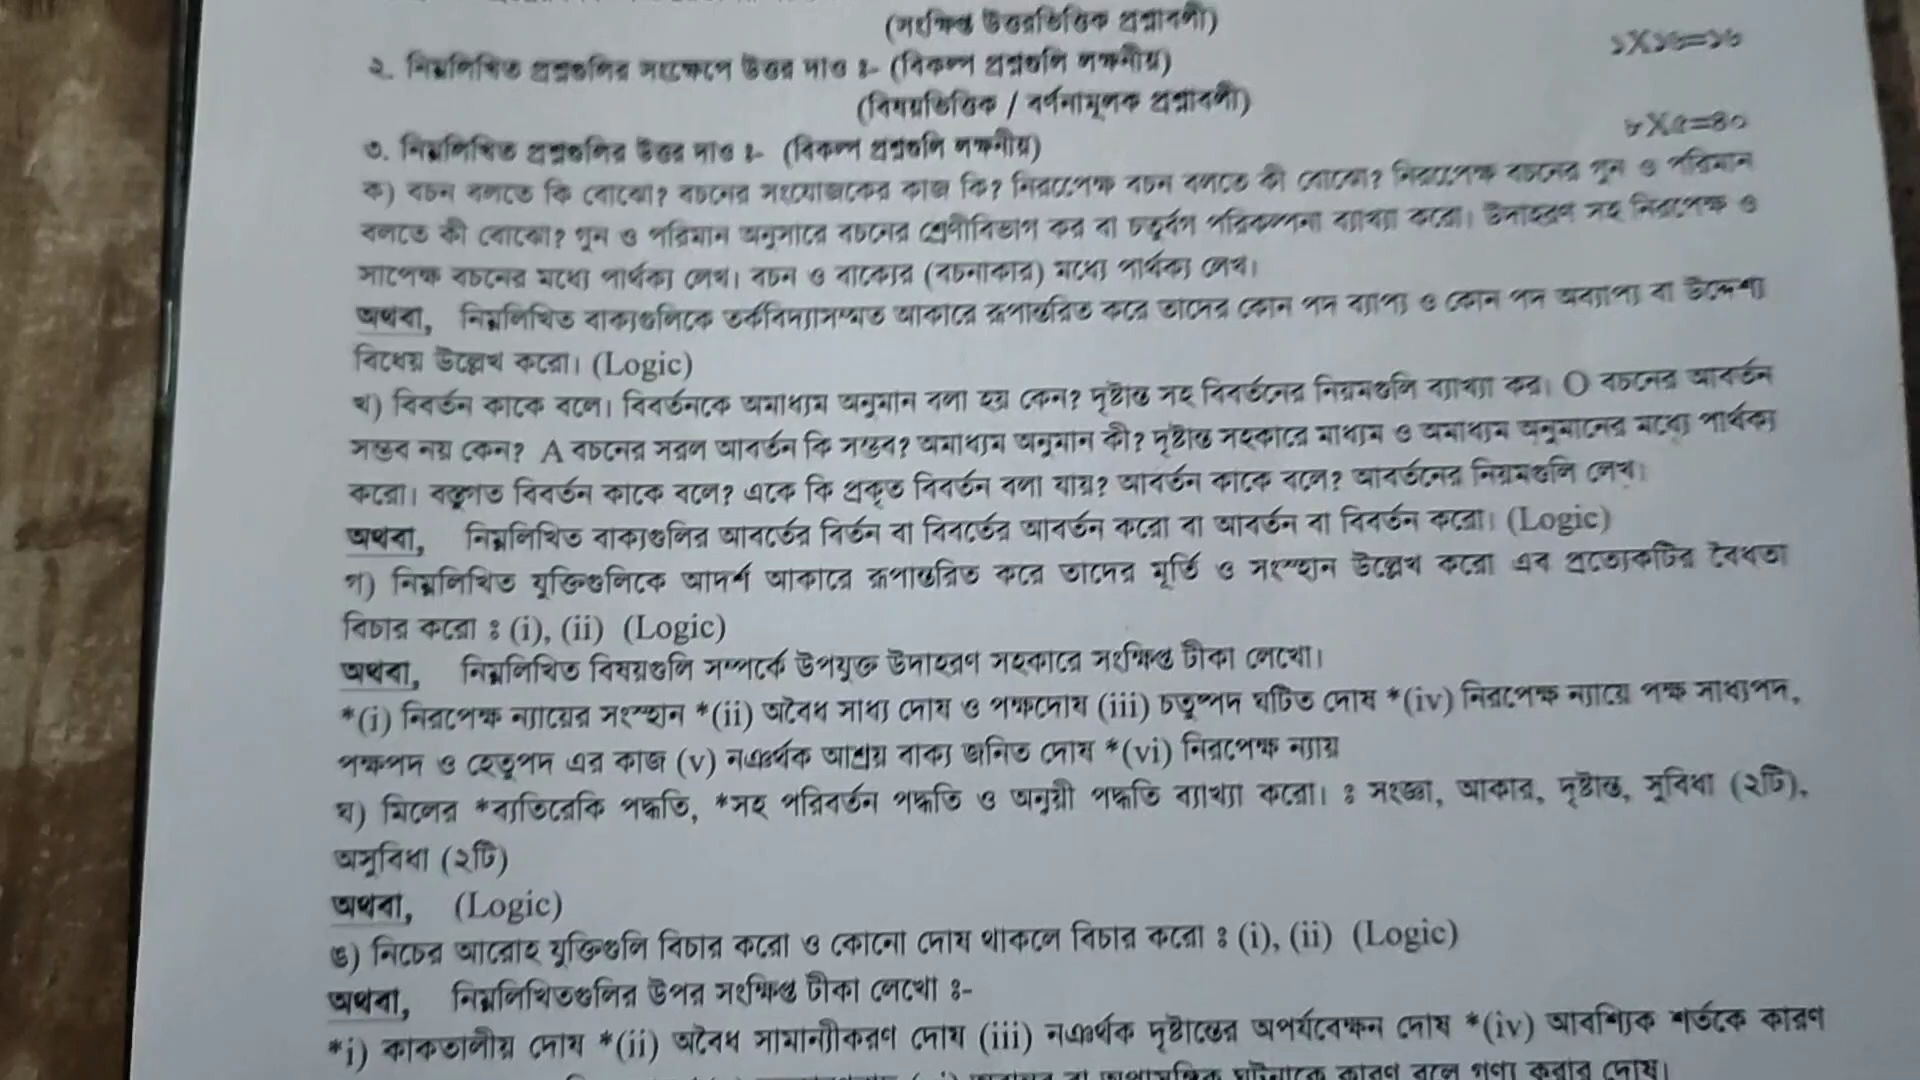 (সংক্ষিপ্ত উত্তরভিত্তিক প্রশ্নাবলী)
২. নিম্নলিখিত প্রশ্নগুলির সংক্ষেপে উত্তর দাও ঃ- (বিকল্প প্রশ্নগুলি লক্ষনীয়) ১X১৬=১৬
(বিষয়ভিত্তিক / বর্ণনামূলক প্রশ্নাবলী)
৩. নিম্নলিখিত প্রশ্নগুলির উত্তর দাও ঃ- (বিকল্প প্রশ্নগুলি লক্ষনীয়) ৮X৫=৪০
ক) বচন বলতে কি বোঝো? বচনের সংযোজকের কাজ কি? নিরপেক্ষ বচন বলতে কী বোঝো? নিরপেক্ষ বচনের গুন ও পরিমান
বলতে কী বোঝো? গুন ও পরিমান অনুসারে বচনের শ্রেণীবিভাগ কর বা চতুর্বগ পরিকল্পনা ব্যাখ্যা করো। উদাহরণ সহ নিরপেক্ষ ও
সাপেক্ষ বচনের মধ্যে পার্থক্য লেখ। বচন ও বাক্যের (বচনাকার) মধ্যে পার্থক্য লেখ।
অথবা, নিম্নলিখিত বাক্যগুলিকে তর্কবিদ্যাসম্মত আকারে রূপান্তরিত করে তাদের কোন পদ ব্যাপ্য ও কোন পদ অব্যাপ্য বা উদ্দেশ্য
বিধেয় উল্লেখ করো। (Logic)
খ) বিবর্তন কাকে বলে। বিবর্তনকে অমাধ্যম অনুমান বলা হয় কেন? দৃষ্টান্ত সহ বিবর্তনের নিয়মগুলি ব্যাখ্যা কর। O বচনের আবর্তন
সম্ভব নয় কেন? A বচনের সরল আবর্তন কি সম্ভব? অমাধ্যম অনুমান কী? দৃষ্টান্ত সহকারে মাধ্যম ও অমাধ্যম অনুমানের মধ্যে পার্থক্য
করো। বস্তুগত বিবর্তন কাকে বলে? একে কি প্রকৃত বিবর্তন বলা যায়? আবর্তন কাকে বলে? আবর্তনের নিয়মগুলি লেখ।
অথবা, নিম্নলিখিত বাক্যগুলির আবর্তের বির্তন বা বিবর্তের আবর্তন করো বা আবর্তন বা বিবর্তন করো। (Logic)
গ) নিম্নলিখিত যুক্তিগুলিকে আদর্শ আকারে রূপান্তরিত করে তাদের মূর্তি ও সংস্হান উল্লেখ করো এব প্রত্যেকটির বৈধতা
বিচার করো ঃ (i), (ii) (Logic)
অথবা, নিম্নলিখিত বিষয়গুলি সম্পর্কে উপযুক্ত উদাহরণ সহকারে সংক্ষিপ্ত টীকা লেখো।
*(i) নিরপেক্ষ ন্যায়ের সংস্হান *(ii) অবৈধ সাধ্য দোষ ও পক্ষদোষ (iii) চতুষ্পদ ঘটিত দোষ *(iv) নিরপেক্ষ ন্যায়ে পক্ষ সাধ্যপদ,
পক্ষপদ ও হেতুপদ এর কাজ (v) নঞর্থক আশ্রয় বাক্য জনিত দোষ *(vi) নিরপেক্ষ ন্যায়
ঘ) মিলের *ব্যতিরেকি পদ্ধতি, *সহ পরিবর্তন পদ্ধতি ও অন্বয়ী পদ্ধতি ব্যাখ্যা করো। ঃ সংজ্ঞা, আকার, দৃষ্টান্ত, সুবিধা (২টি),
অসুবিধা (২টি)
অথবা, (Logic)
ঙ) নিচের আরোহ যুক্তিগুলি বিচার করো ও কোনো দোষ থাকলে বিচার করো ঃ (i), (ii) (Logic)
অথবা, নিম্নলিখিতগুলির উপর সংক্ষিপ্ত টীকা লেখো ঃ-
*i) কাকতালীয় দোষ *(ii) অবৈধ সামান্যীকরণ দোষ (iii) নঞর্থক দৃষ্টান্তের অপর্যবেক্ষন দোষ *(iv) আবশ্যিক শর্তকে কারণ
কারণ বলে গণ্য করার দোষ।